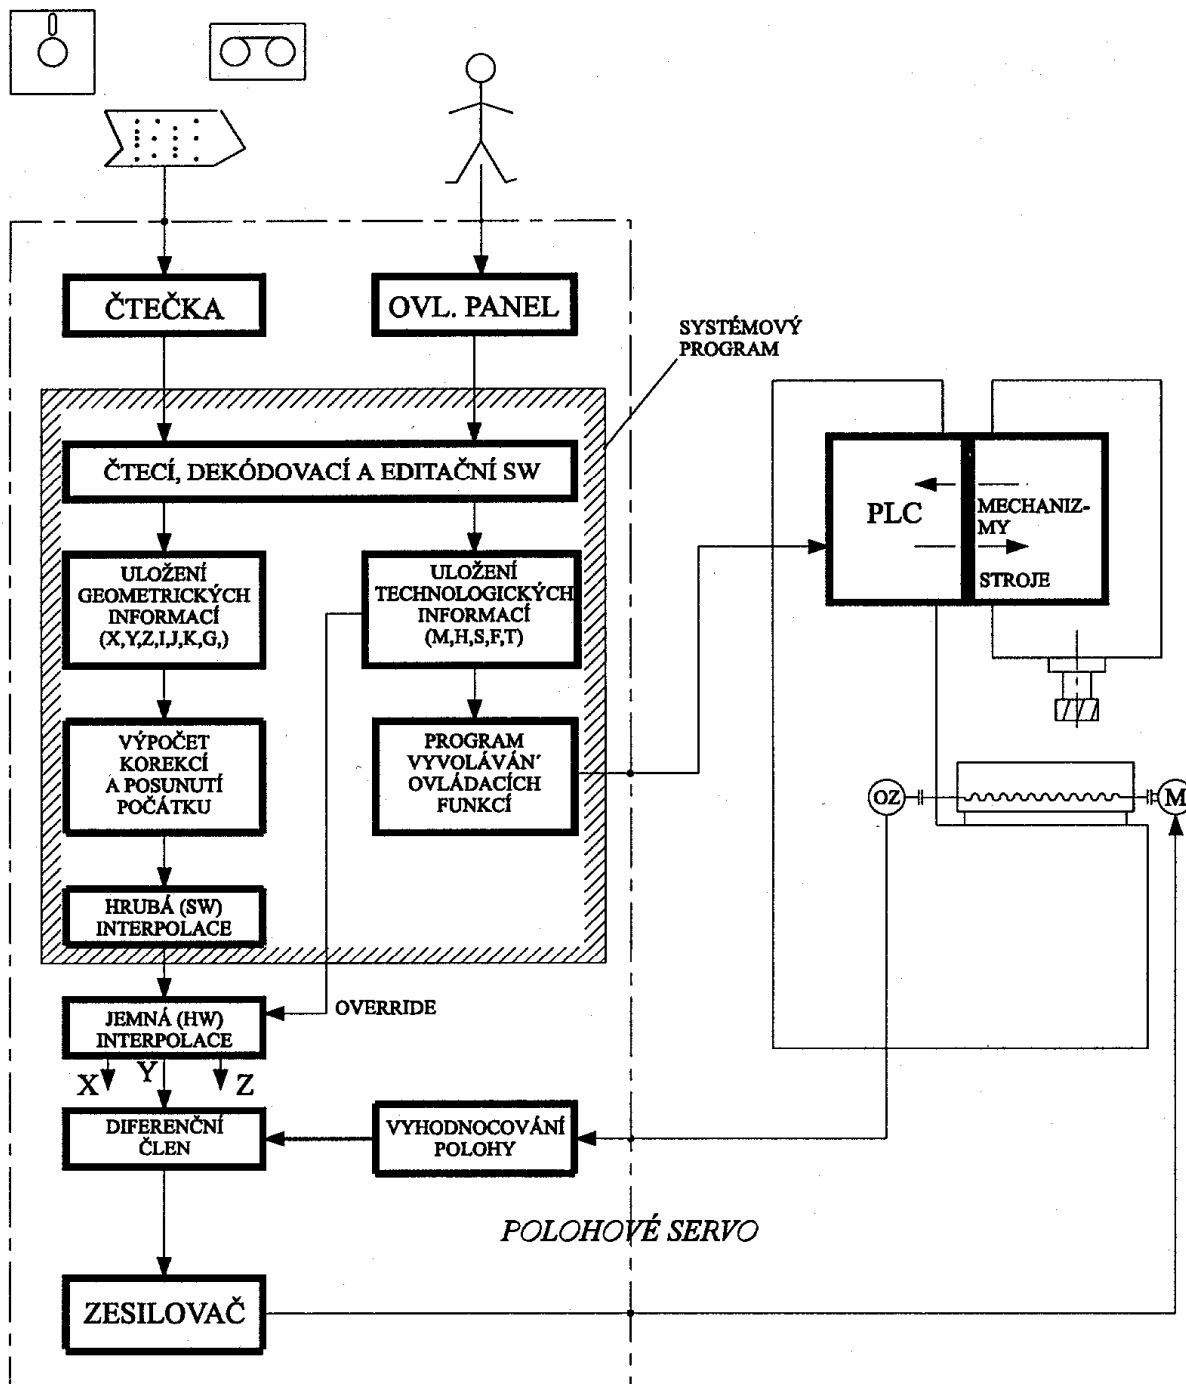 ČTEČKA
OVL. PANEL
SYSTÉMOVÝ
PROGRAM
ČTECÍ, DEKÓDOVACÍ A EDITAČNÍ SW
PLC
MECHANIZ-
MY
STROJE
ULOŽENÍ
GEOMETRICKÝCH
INFORMACÍ
(X,Y,Z,I,J,K,G,)
ULOŽENÍ
TECHNOLOGICKÝCH
INFORMACÍ
(M,H,S,F,T)
VÝPOČET
KOREKCÍ
A POSUNUTÍ
POČÁTKU
PROGRAM
VYVOLÁVÁN´
OVLÁDACÍCH
FUNKCÍ
OZ
M
HRUBÁ (SW)
INTERPOLACE
JEMNÁ (HW)
INTERPOLACE
OVERRIDE
X
Y
Z
DIFERENČNÍ
ČLEN
VYHODNOCOVÁNÍ
POLOHY
POLOHOVÉ SERVO
ZESILOVAČ